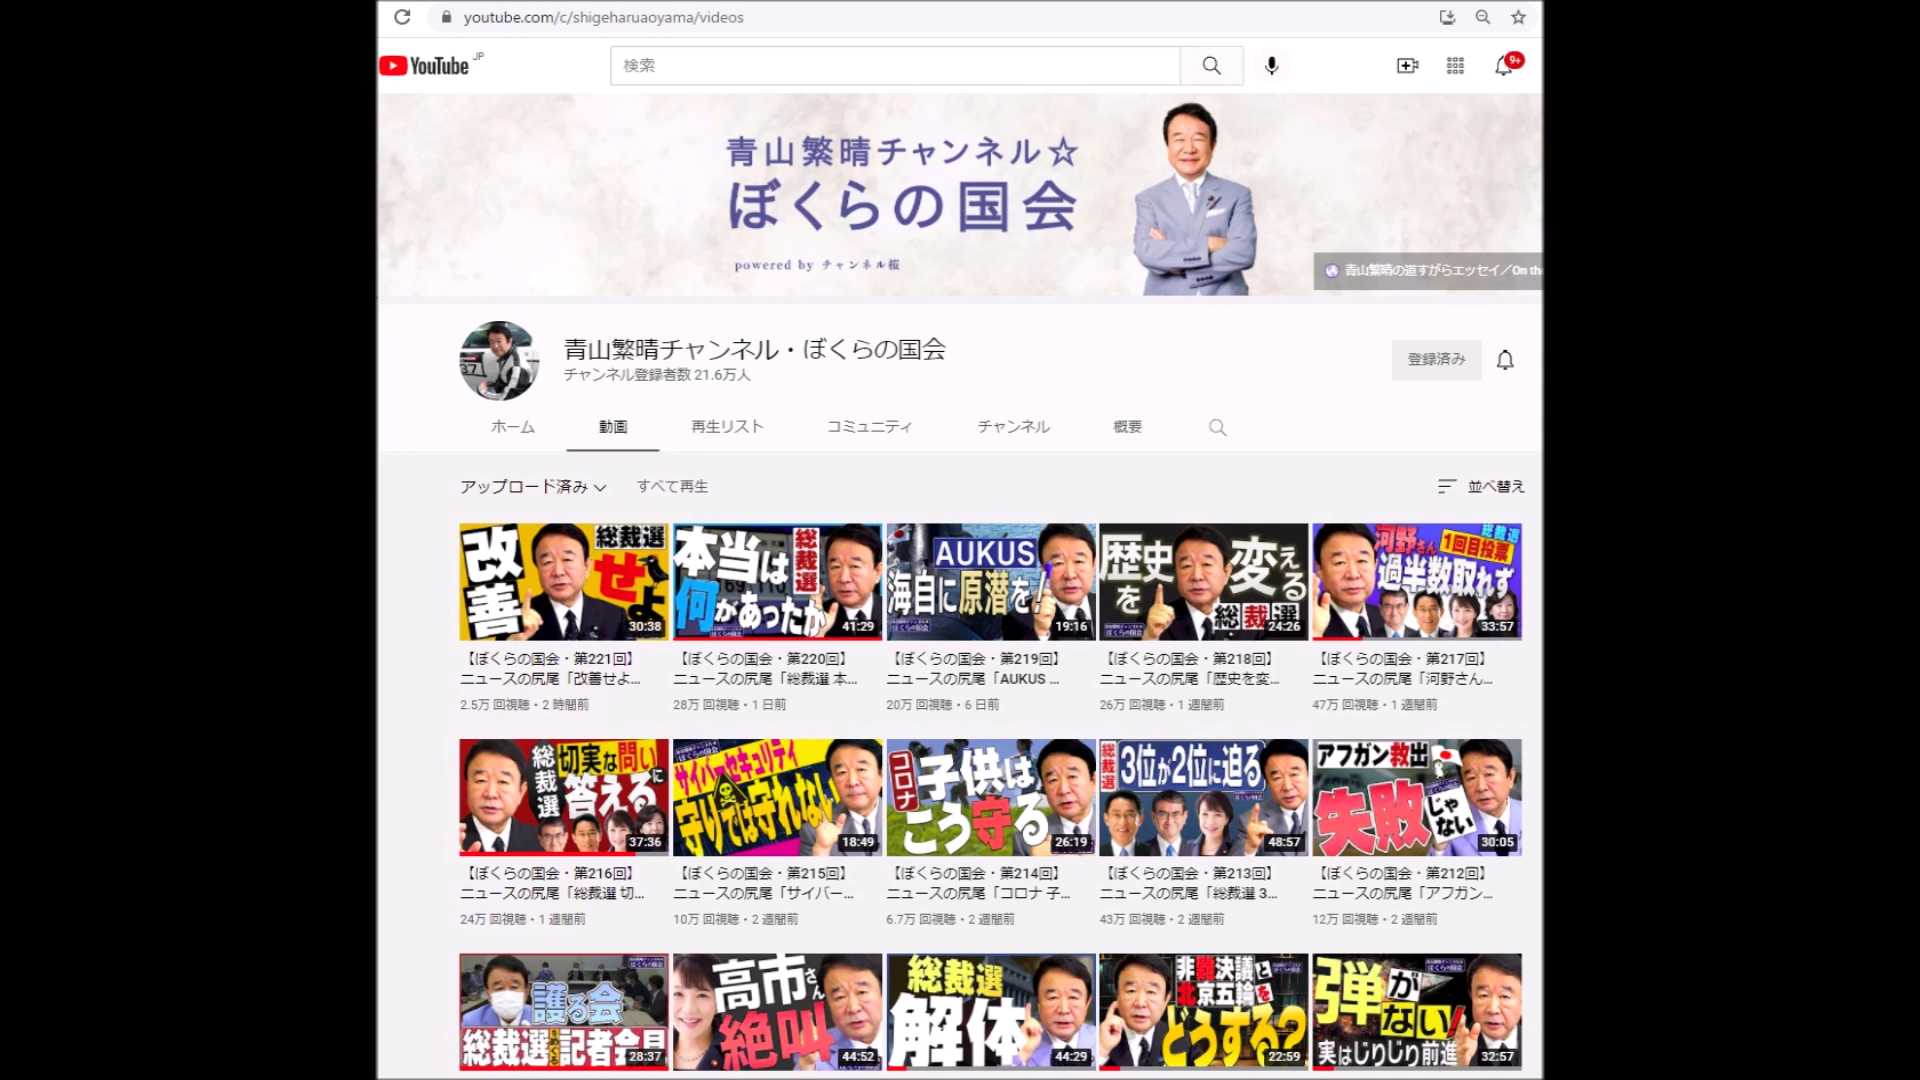 youtube.com/c/shigeharuaoyama/videos
YouTube JP
検索
9+
青山繁晴チャンネル☆
ぼくらの国会
powered by チャンネル桜
青山繁晴の道すがらエッセイ／On th
青山繁晴チャンネル・ぼくらの国会
チャンネル登録者数 21.6万人
登録済み
ホーム 動画 再生リスト コミュニティ チャンネル 概要
アップロード済み すべて再生 並べ替え
改善せよ 総裁選 30:38
本当は何があったか 総裁選 41:29
AUKUS 海自に原潜を! 19:16
歴史を変える 総裁選 24:26
河野さん 総裁選 1回目投票 過半数取れず 33:57
【ぼくらの国会・第221回】
ニュースの尻尾「改善せよ...
2.5万 回視聴・2 時間前
【ぼくらの国会・第220回】
ニュースの尻尾「総裁選 本...
28万 回視聴・1 日前
【ぼくらの国会・第219回】
ニュースの尻尾「AUKUS ...
20万 回視聴・6 日前
【ぼくらの国会・第218回】
ニュースの尻尾「歴史を変...
26万 回視聴・1 週間前
【ぼくらの国会・第217回】
ニュースの尻尾「河野さん...
47万 回視聴・1 週間前
総裁選 切実な問いに答える 37:36
サイバーセキュリティ 守りでは守れない 18:49
コロナ 子供はこう守る 26:19
総裁選 3位が2位に迫る 48:57
アフガン救出 失敗じゃない 30:05
【ぼくらの国会・第216回】
ニュースの尻尾「総裁選 切...
24万 回視聴・1 週間前
【ぼくらの国会・第215回】
ニュースの尻尾「サイバー...
10万 回視聴・2 週間前
【ぼくらの国会・第214回】
ニュースの尻尾「コロナ 子...
6.7万 回視聴・2 週間前
【ぼくらの国会・第213回】
ニュースの尻尾「総裁選 3...
43万 回視聴・2 週間前
【ぼくらの国会・第212回】
ニュースの尻尾「アフガン...
12万 回視聴・2 週間前
護る会 総裁選をめぐる記者会見 28:37
高市さん絶叫 44:52
総裁選解体 44:29
非難決議と北京五輪をどうする? 22:59
弾がない! 実はじりじり前進 32:57